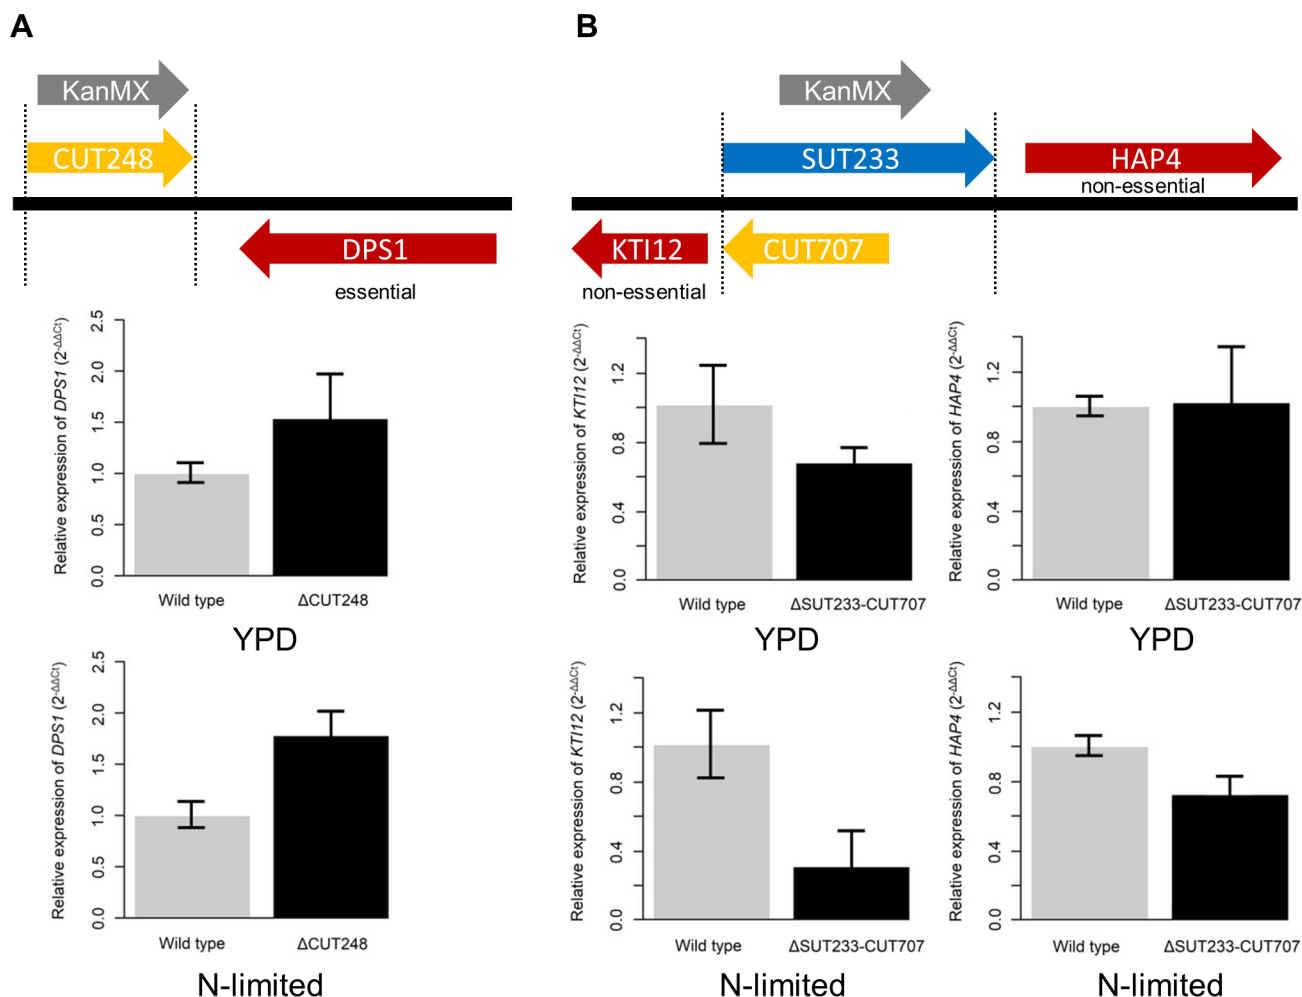 A
KanMX
CUT248
DPS1
essential
Relative expression of DPS1 (2-ΔΔCt)
2.5
2.0
1.5
1.0
0.5
0.0
Wild type
ΔCUT248
YPD
Relative expression of DPS1 (2-ΔΔCt)
2.5
2.0
1.5
1.0
0.5
0.0
Wild type
ΔCUT248
N-limited
B
KanMX
SUT233
HAP4
non-essential
KTI12
CUT707
non-essential
Relative expression of KTI12 (2-ΔΔCt)
1.2
0.8
0.4
0.0
Wild type
ΔSUT233-CUT707
YPD
Relative expression of HAP4 (2-ΔΔCt)
1.2
0.8
0.4
0.0
Wild type
ΔSUT233-CUT707
YPD
Relative expression of KTI12 (2-ΔΔCt)
1.2
0.8
0.4
0.0
Wild type
ΔSUT233-CUT707
N-limited
Relative expression of HAP4 (2-ΔΔCt)
1.2
0.8
0.4
0.0
Wild type
ΔSUT233-CUT707
N-limited